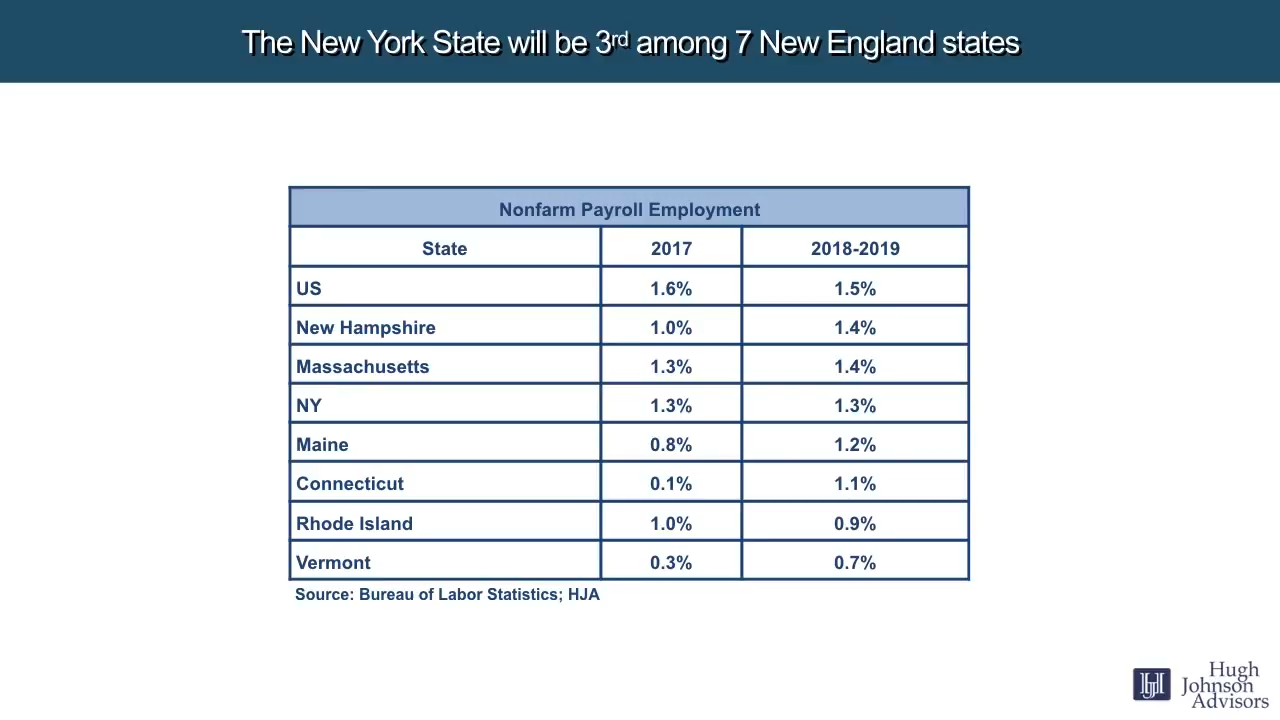 The New York State will be 3rd among 7 New England states
Nonfarm Payroll Employment
State 2017 2018-2019
US 1.6% 1.5%
New Hampshire 1.0% 1.4%
Massachusetts 1.3% 1.4%
NY 1.3% 1.3%
Maine 0.8% 1.2%
Connecticut 0.1% 1.1%
Rhode Island 1.0% 0.9%
Vermont 0.3% 0.7%
Source: Bureau of Labor Statistics; HJA
HJ
Hugh
Johnson
Advisors